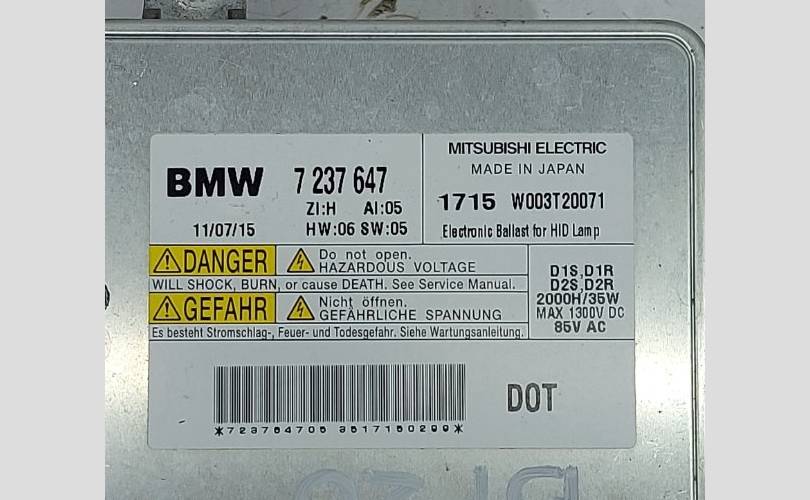 BMW 7 237 647
ZI:H AI:05
11/07/15 HW:06 SW:05
MITSUBISHI ELECTRIC
MADE IN JAPAN
1715 W003T20071
Electronic Ballast for HID Lamp
DANGER Do not open.
HAZARDOUS VOLTAGE
WILL SHOCK, BURN, or cause DEATH. See Service Manual.
GEFAHR Nicht öffnen.
GEFÄHRLICHE SPANNUNG
Es besteht Stromschlag-, Feuer- und Todesgefahr. Siehe Wartungsanleitung.
D1S,D1R
D2S,D2R
2000H/35W
MAX 1300V DC
85V AC
DOT
*723764705 3517150299*